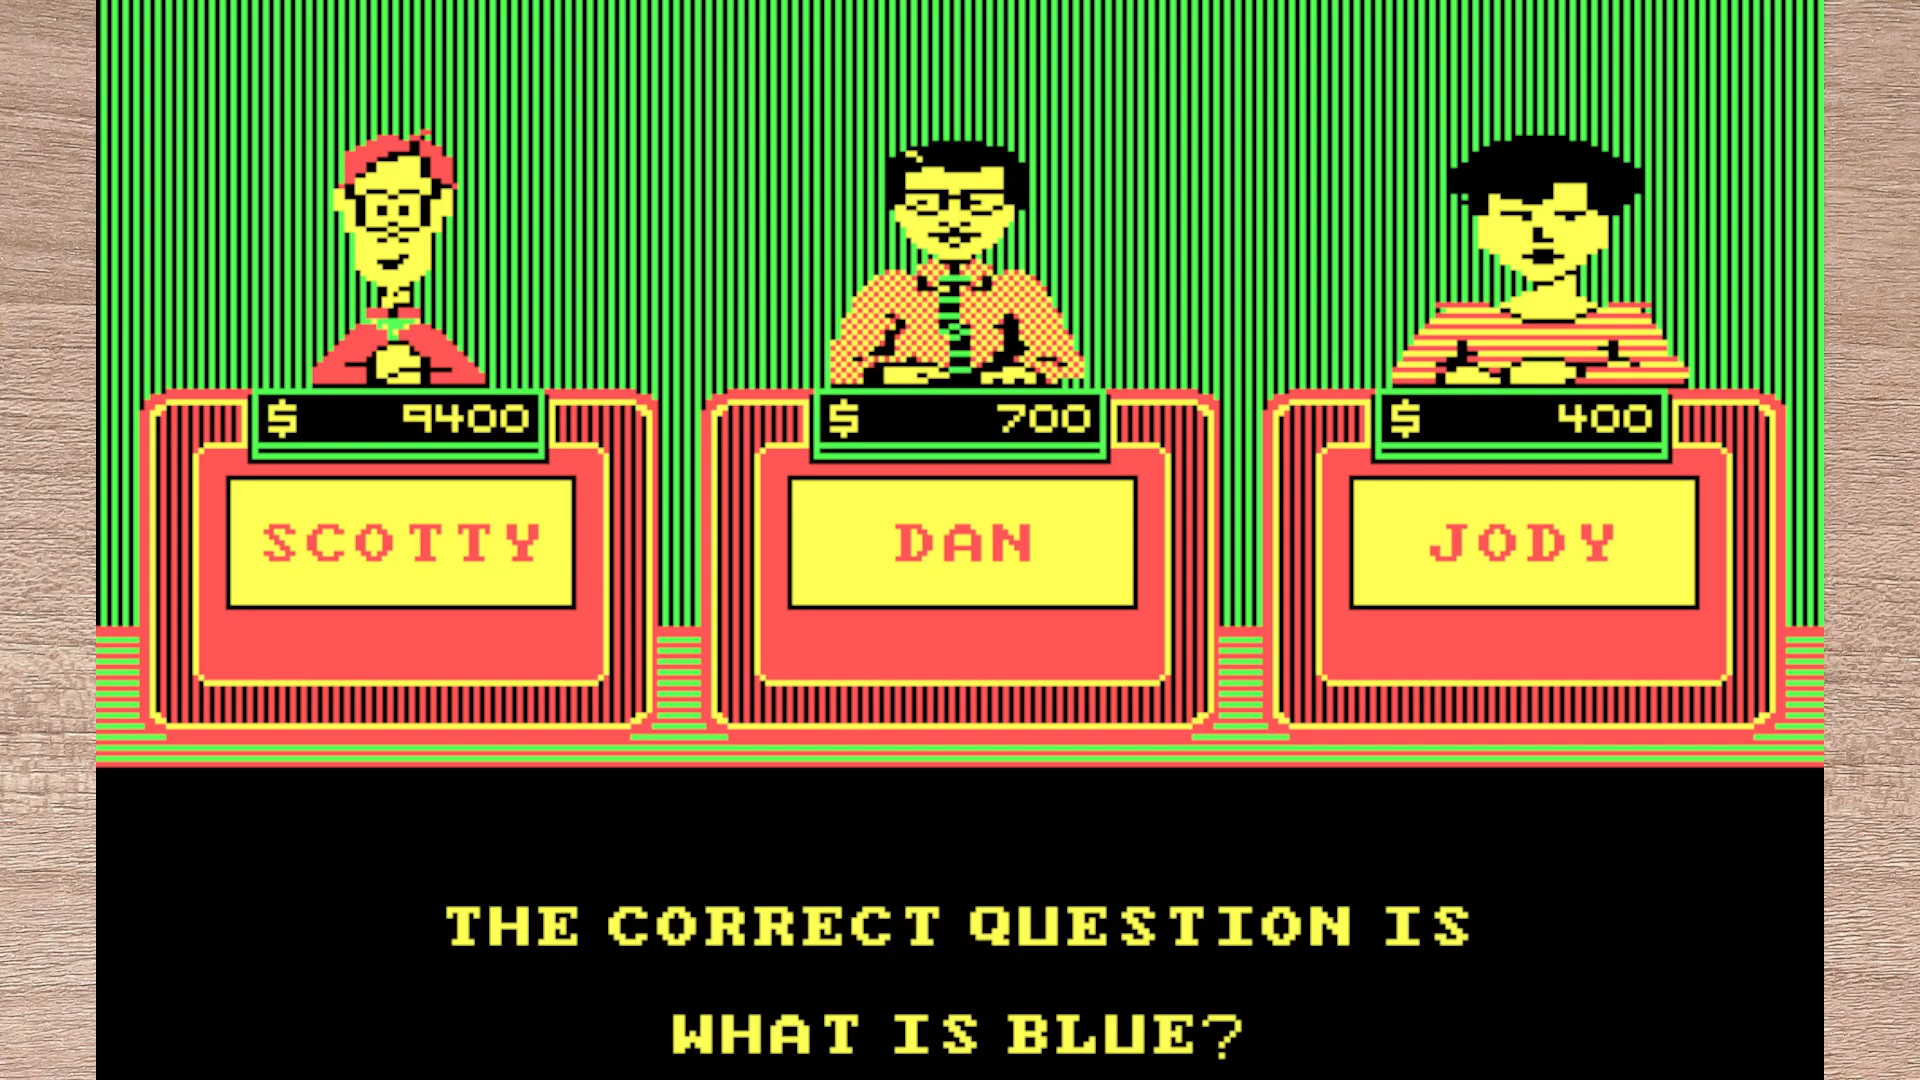 $ 9400
$ 700
$ 400
SCOTTY
DAN
JODY
THE CORRECT QUESTION IS
WHAT IS BLUE?